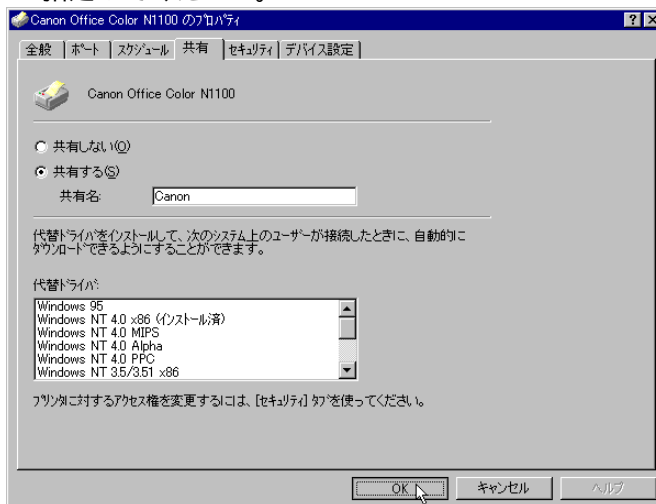 Canon Office Color N1100 のプロパティ
全般 ポート スケジュール 共有 セキュリティ デバイス設定
Canon Office Color N1100
共有しない(O)
共有する(S)
共有名: Canon
代替ドライバをインストールして、次のシステム上のユーザーが接続したときに、自動的に
ダウンロードできるようにすることができます。
代替ドライバ:
Windows 95
Windows NT 4.0 x86 (インストール済)
Windows NT 4.0 MIPS
Windows NT 4.0 Alpha
Windows NT 4.0 PPC
Windows NT 3.5/3.51 x86
プリンタに対するアクセス権を変更するには、[セキュリティ] タブを使ってください。
OK キャンセル ヘルプ